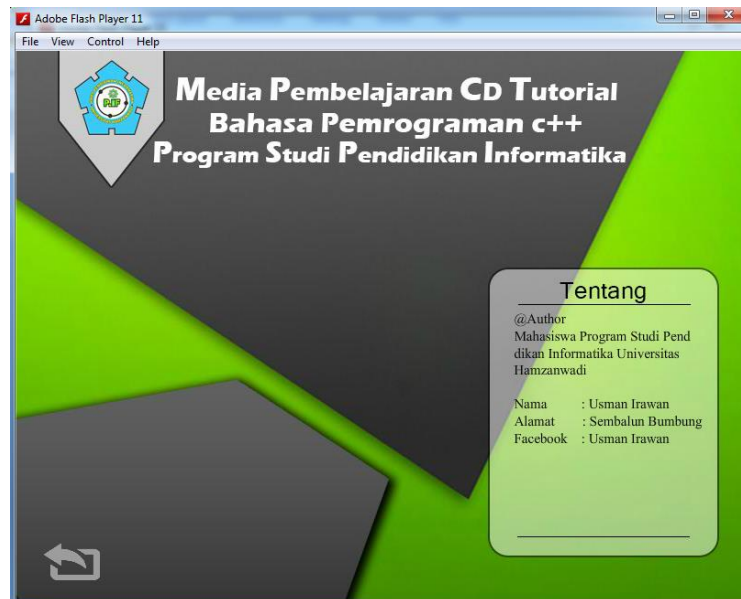 Adobe Flash Player 11
File View Control Help
Media Pembelajaran CD Tutorial
Bahasa Pemrograman c++
Program Studi Pendidikan Informatika
PIF
Tentang
@Author
Mahasiswa Program Studi Pend
dikan Informatika Universitas
Hamzanwadi
Nama : Usman Irawan
Alamat : Sembalun Bumbung
Facebook : Usman Irawan